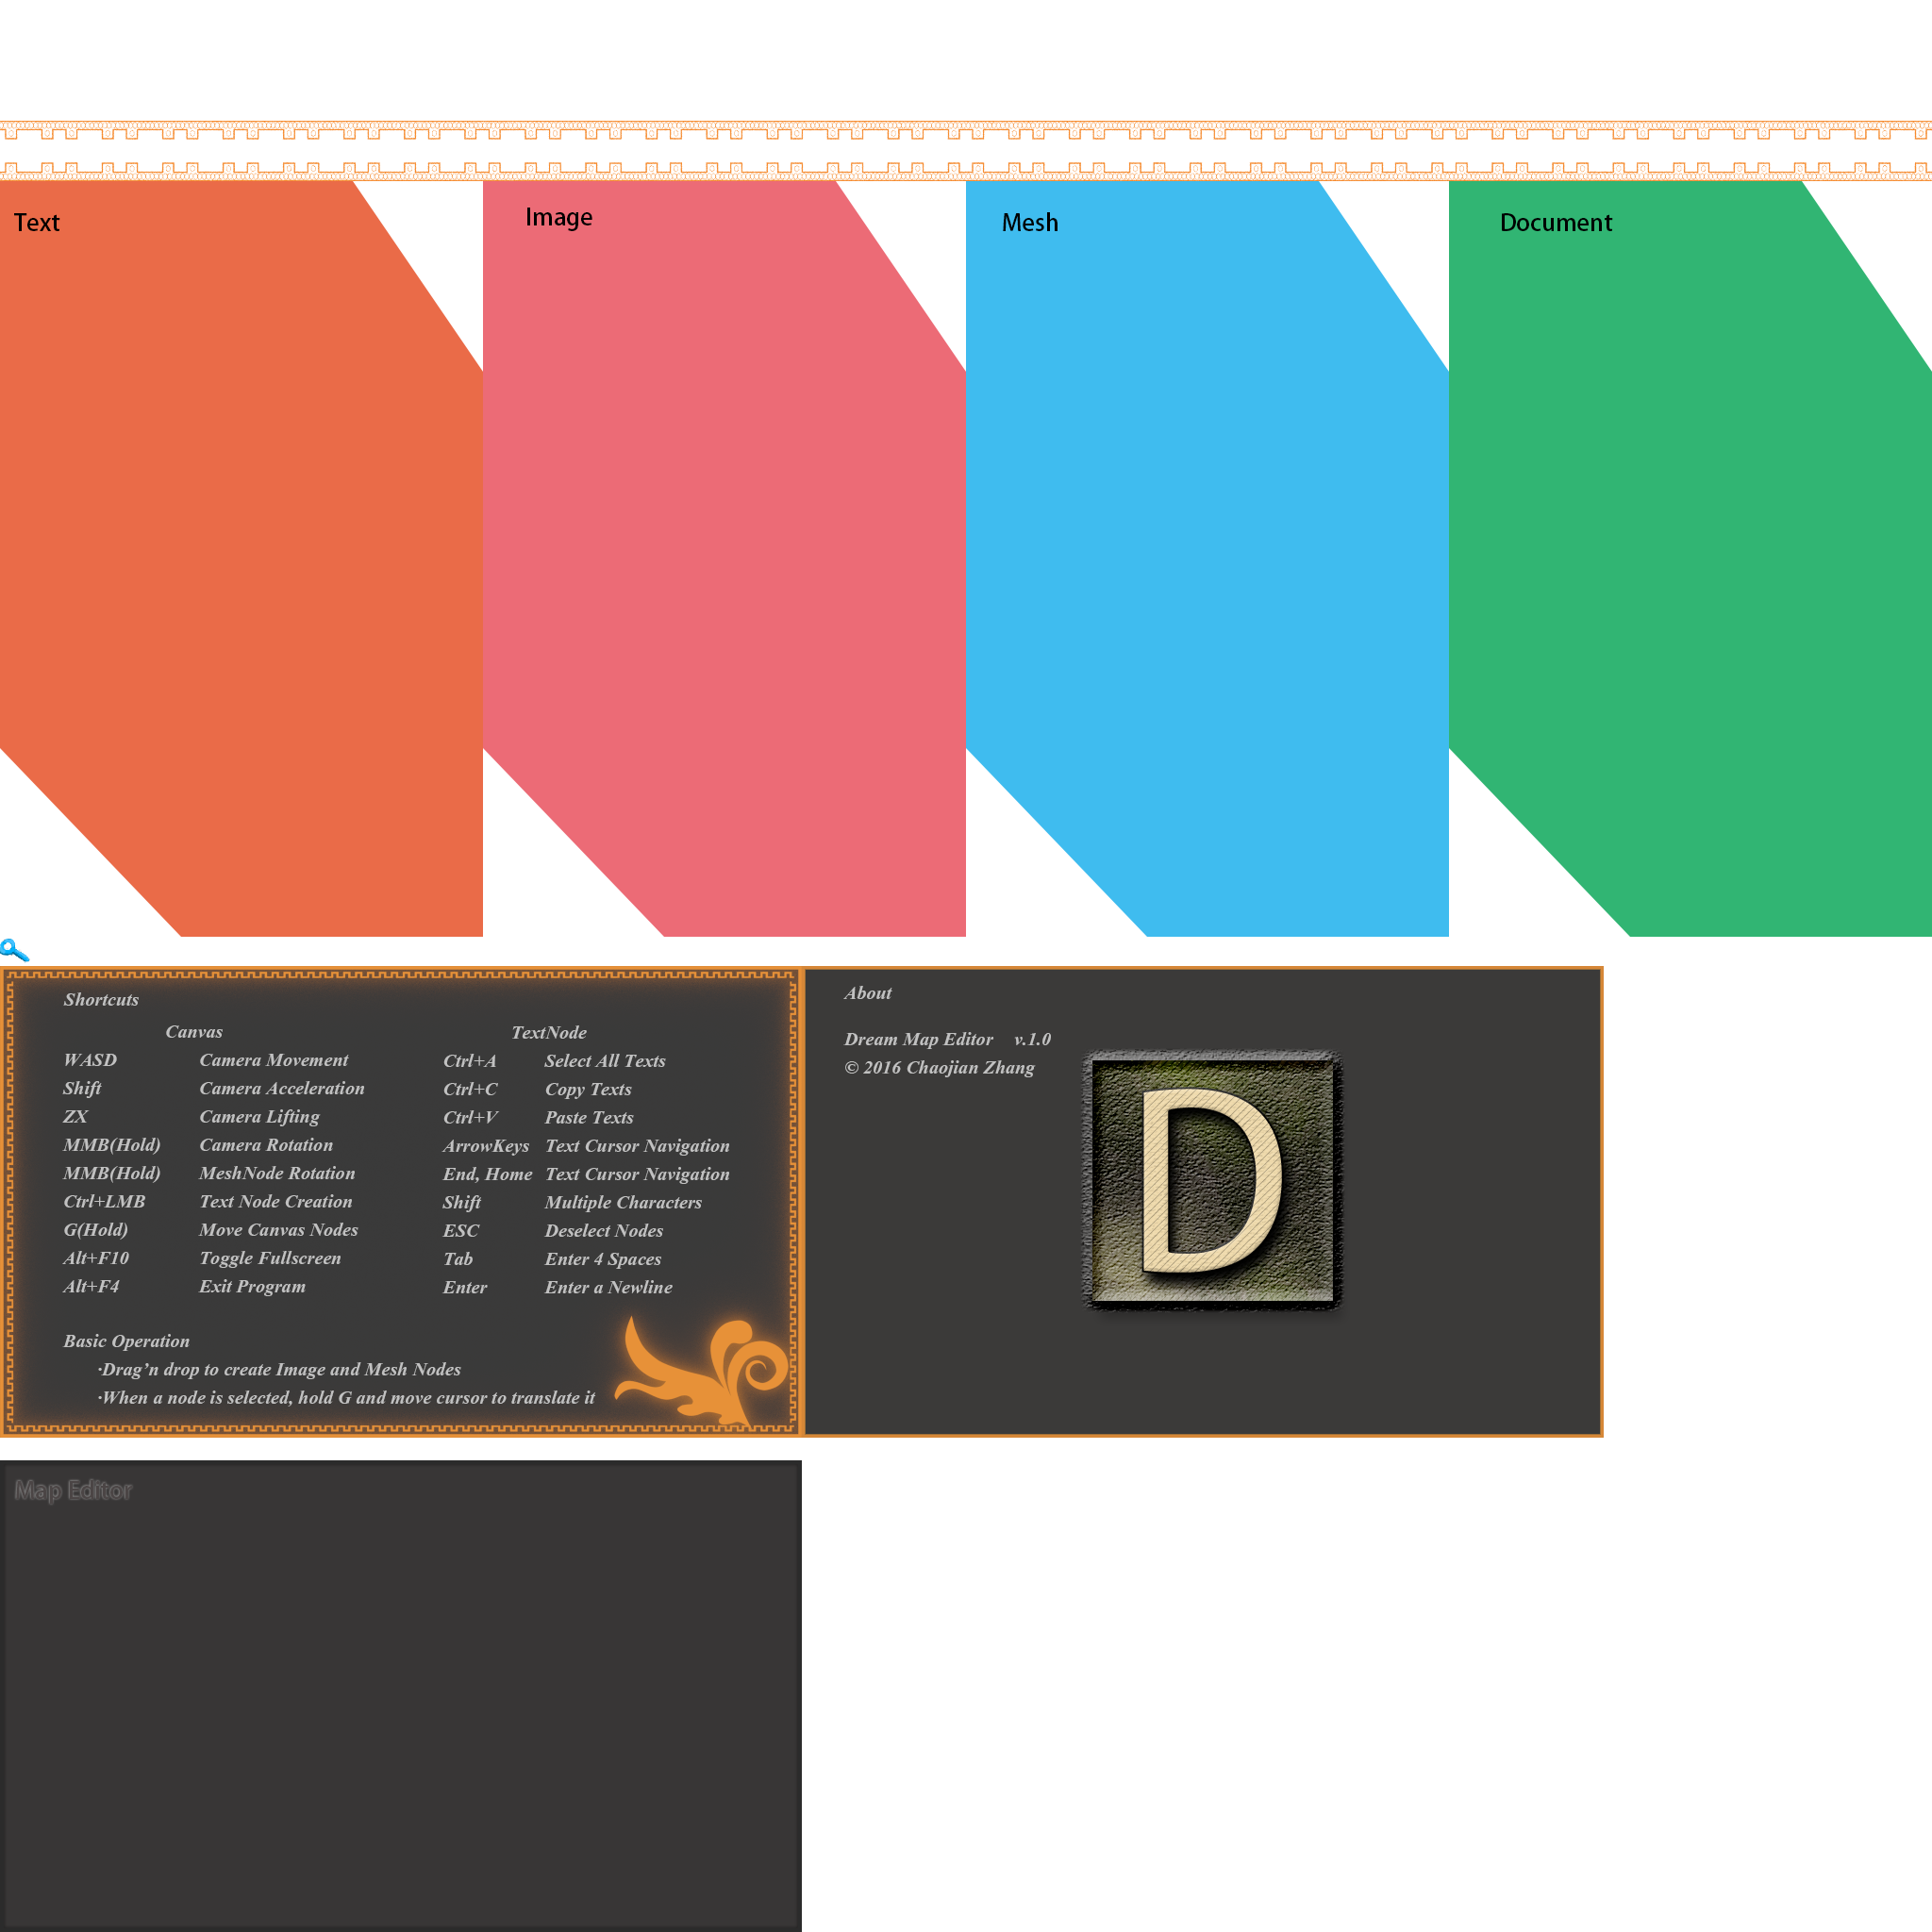 Text
Image
Mesh
Document
Shortcuts
Canvas
WASD Camera Movement
Shift Camera Acceleration
ZX Camera Lifting
MMB(Hold) Camera Rotation
MMB(Hold) MeshNode Rotation
Ctrl+LMB Text Node Creation
G(Hold) Move Canvas Nodes
Alt+F10 Toggle Fullscreen
Alt+F4 Exit Program
TextNode
Ctrl+A Select All Texts
Ctrl+C Copy Texts
Ctrl+V Paste Texts
ArrowKeys Text Cursor Navigation
End, Home Text Cursor Navigation
Shift Multiple Characters
ESC Deselect Nodes
Tab Enter 4 Spaces
Enter Enter a Newline
Basic Operation
·Drag’n drop to create Image and Mesh Nodes
·When a node is selected, hold G and move cursor to translate it
About
Dream Map Editor v.1.0
© 2016 Chaojian Zhang
D
Map Editor